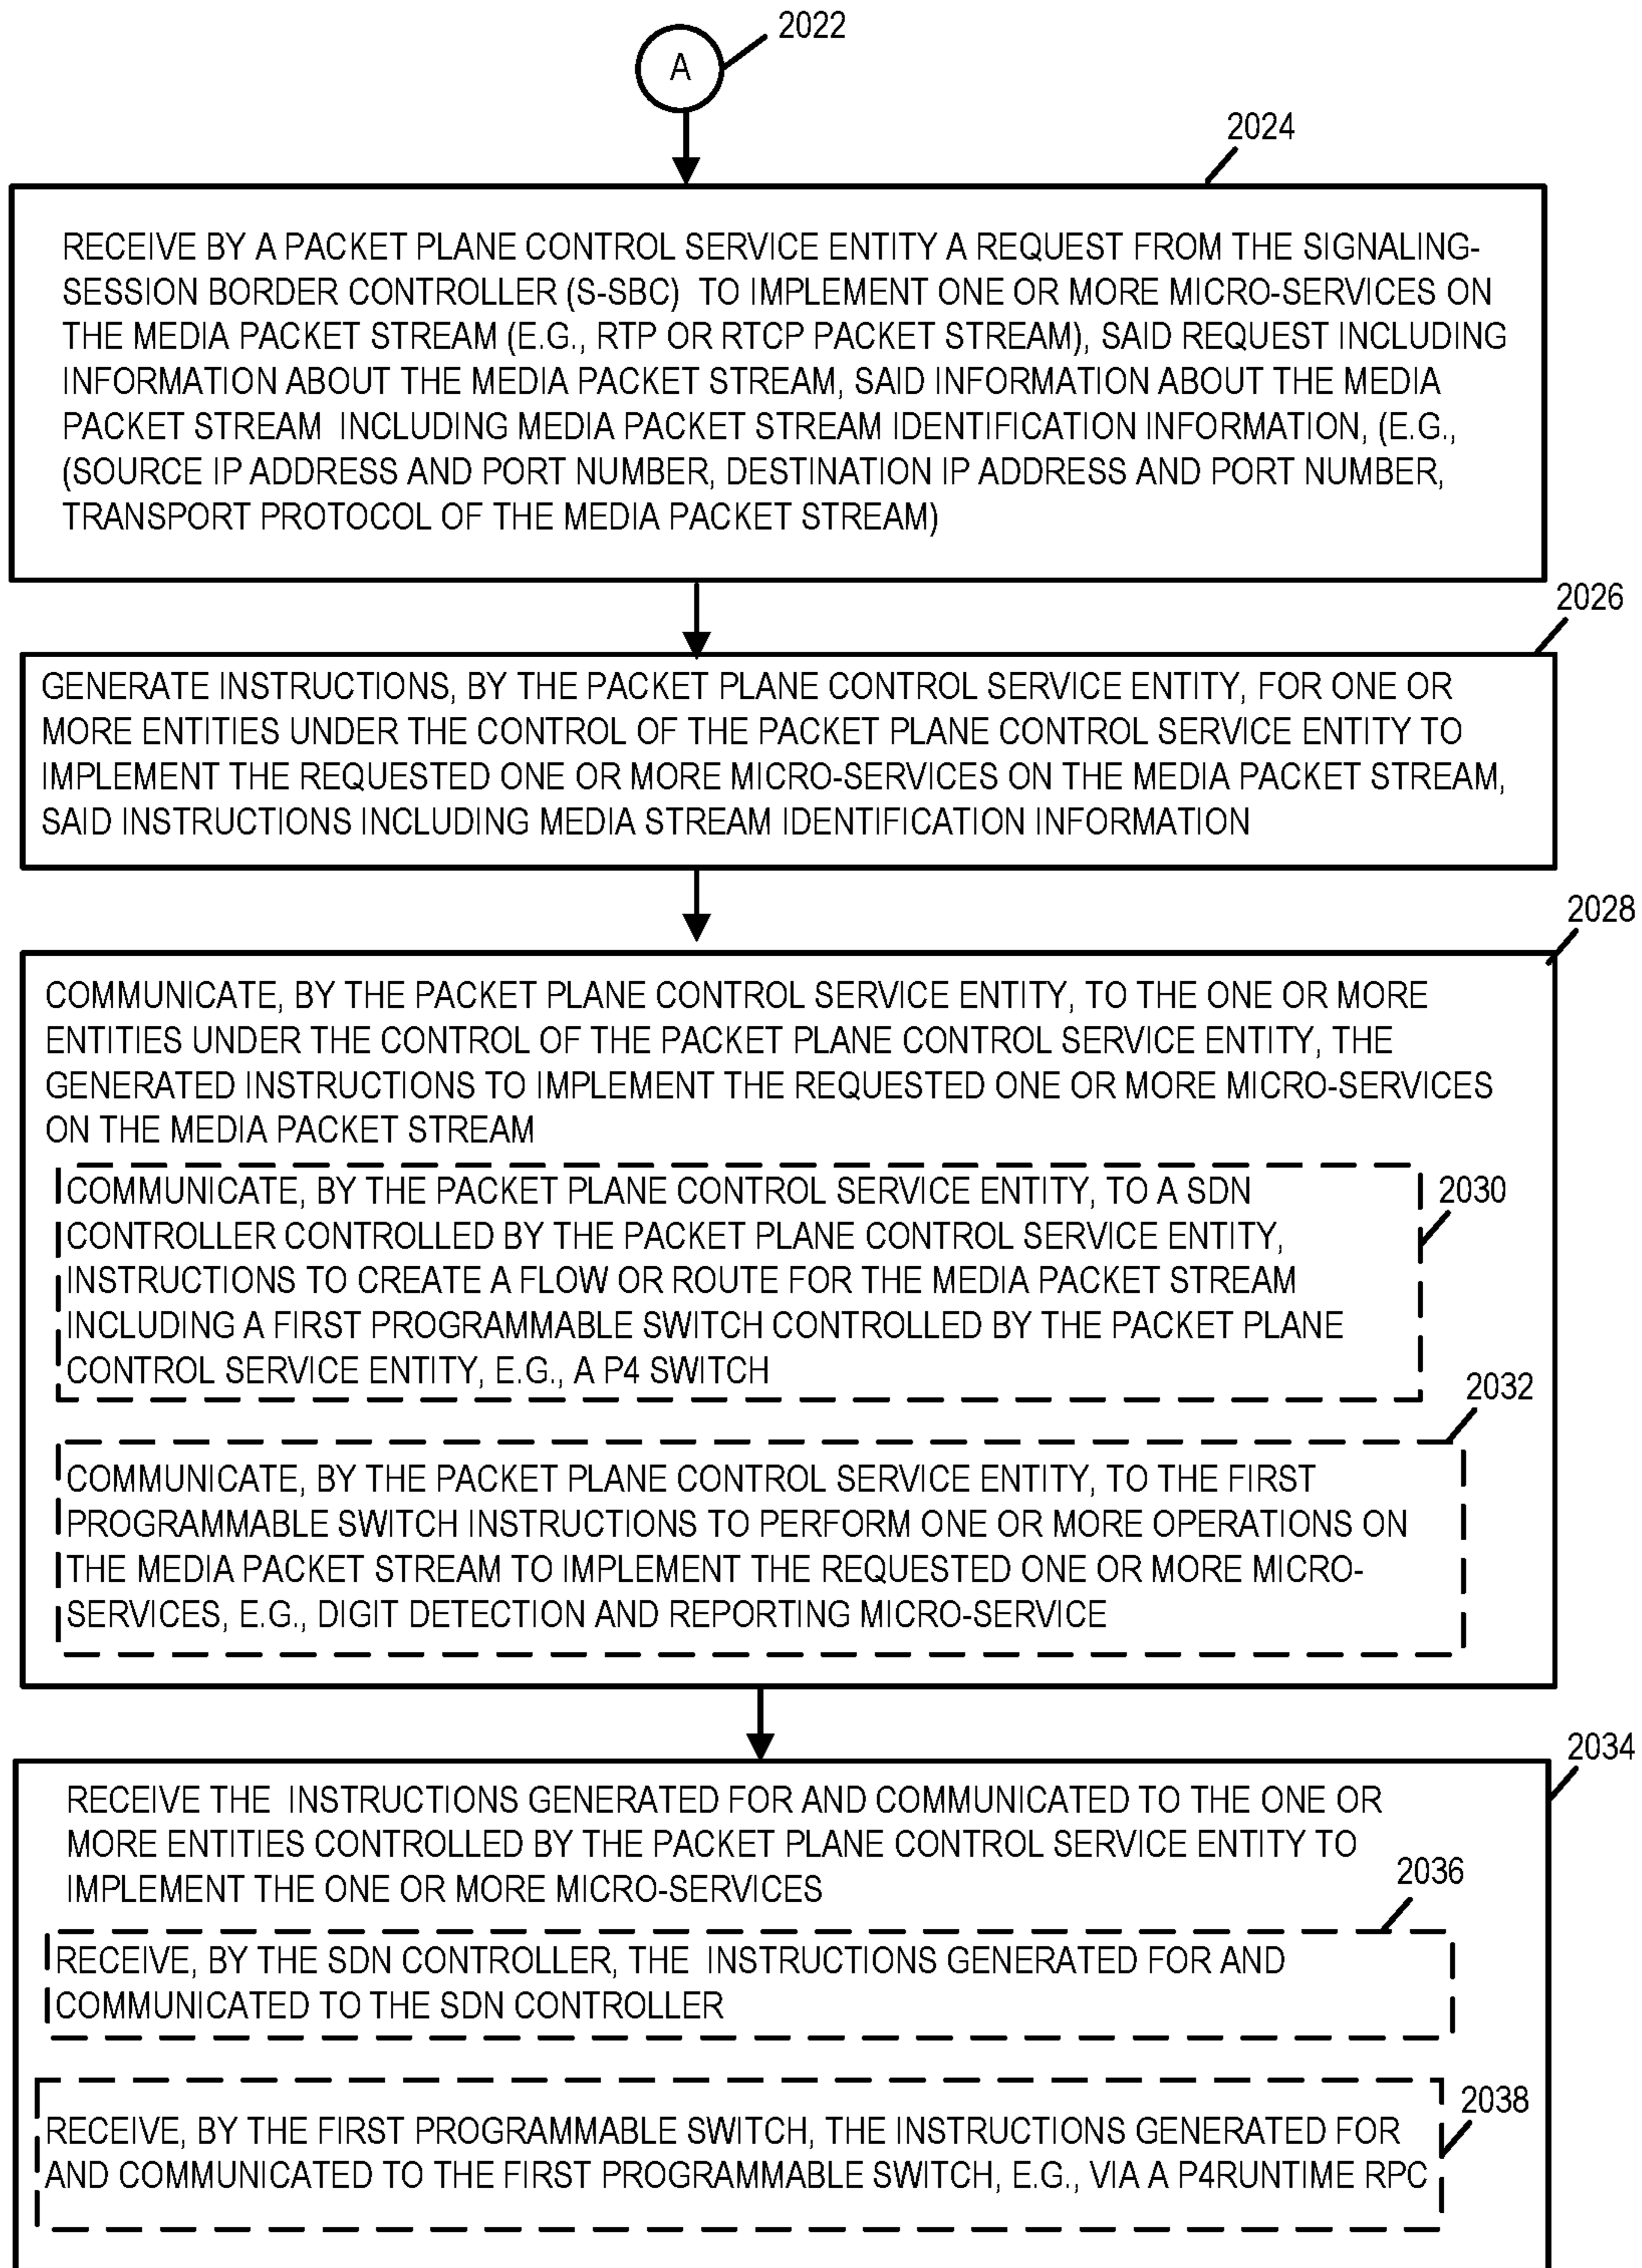 2022
A
2024
RECEIVE BY A PACKET PLANE CONTROL SERVICE ENTITY A REQUEST FROM THE SIGNALING-
SESSION BORDER CONTROLLER (S-SBC) TO IMPLEMENT ONE OR MORE MICRO-SERVICES ON
THE MEDIA PACKET STREAM (E.G., RTP OR RTCP PACKET STREAM), SAID REQUEST INCLUDING
INFORMATION ABOUT THE MEDIA PACKET STREAM, SAID INFORMATION ABOUT THE MEDIA
PACKET STREAM INCLUDING MEDIA PACKET STREAM IDENTIFICATION INFORMATION, (E.G.,
(SOURCE IP ADDRESS AND PORT NUMBER, DESTINATION IP ADDRESS AND PORT NUMBER,
TRANSPORT PROTOCOL OF THE MEDIA PACKET STREAM)
2026
GENERATE INSTRUCTIONS, BY THE PACKET PLANE CONTROL SERVICE ENTITY, FOR ONE OR
MORE ENTITIES UNDER THE CONTROL OF THE PACKET PLANE CONTROL SERVICE ENTITY TO
IMPLEMENT THE REQUESTED ONE OR MORE MICRO-SERVICES ON THE MEDIA PACKET STREAM,
SAID INSTRUCTIONS INCLUDING MEDIA STREAM IDENTIFICATION INFORMATION
2028
COMMUNICATE, BY THE PACKET PLANE CONTROL SERVICE ENTITY, TO THE ONE OR MORE
ENTITIES UNDER THE CONTROL OF THE PACKET PLANE CONTROL SERVICE ENTITY, THE
GENERATED INSTRUCTIONS TO IMPLEMENT THE REQUESTED ONE OR MORE MICRO-SERVICES
ON THE MEDIA PACKET STREAM
2030
COMMUNICATE, BY THE PACKET PLANE CONTROL SERVICE ENTITY, TO A SDN
CONTROLLER CONTROLLED BY THE PACKET PLANE CONTROL SERVICE ENTITY,
INSTRUCTIONS TO CREATE A FLOW OR ROUTE FOR THE MEDIA PACKET STREAM
INCLUDING A FIRST PROGRAMMABLE SWITCH CONTROLLED BY THE PACKET PLANE
CONTROL SERVICE ENTITY, E.G., A P4 SWITCH
2032
COMMUNICATE, BY THE PACKET PLANE CONTROL SERVICE ENTITY, TO THE FIRST
PROGRAMMABLE SWITCH INSTRUCTIONS TO PERFORM ONE OR MORE OPERATIONS ON
THE MEDIA PACKET STREAM TO IMPLEMENT THE REQUESTED ONE OR MORE MICRO-
SERVICES, E.G., DIGIT DETECTION AND REPORTING MICRO-SERVICE
2034
RECEIVE THE INSTRUCTIONS GENERATED FOR AND COMMUNICATED TO THE ONE OR
MORE ENTITIES CONTROLLED BY THE PACKET PLANE CONTROL SERVICE ENTITY TO
IMPLEMENT THE ONE OR MORE MICRO-SERVICES
2036
RECEIVE, BY THE SDN CONTROLLER, THE INSTRUCTIONS GENERATED FOR AND
COMMUNICATED TO THE SDN CONTROLLER
2038
RECEIVE, BY THE FIRST PROGRAMMABLE SWITCH, THE INSTRUCTIONS GENERATED FOR
AND COMMUNICATED TO THE FIRST PROGRAMMABLE SWITCH, E.G., VIA A P4RUNTIME RPC